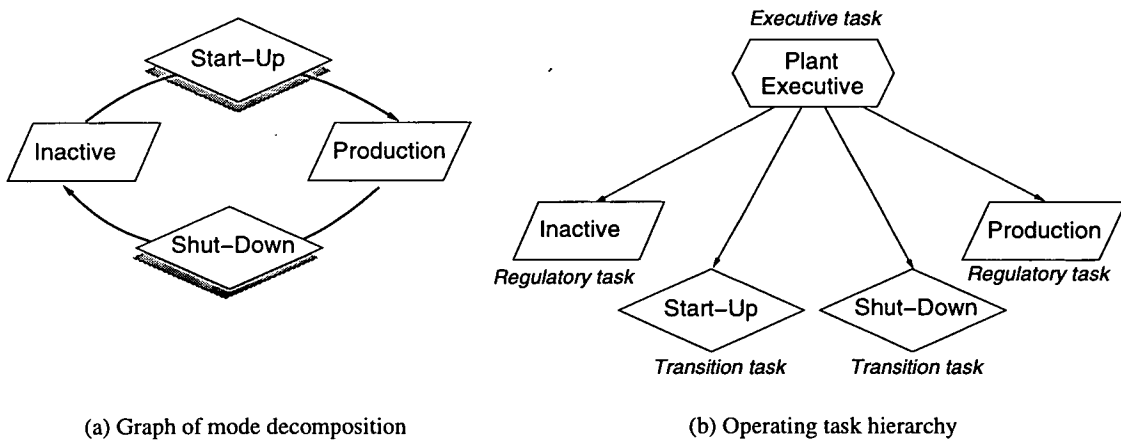 Start-Up
Inactive
Production
Shut-Down
(a) Graph of mode decomposition
Executive task
Plant
Executive
Inactive
Regulatory task
Production
Regulatory task
Start-Up
Transition task
Shut-Down
Transition task
(b) Operating task hierarchy